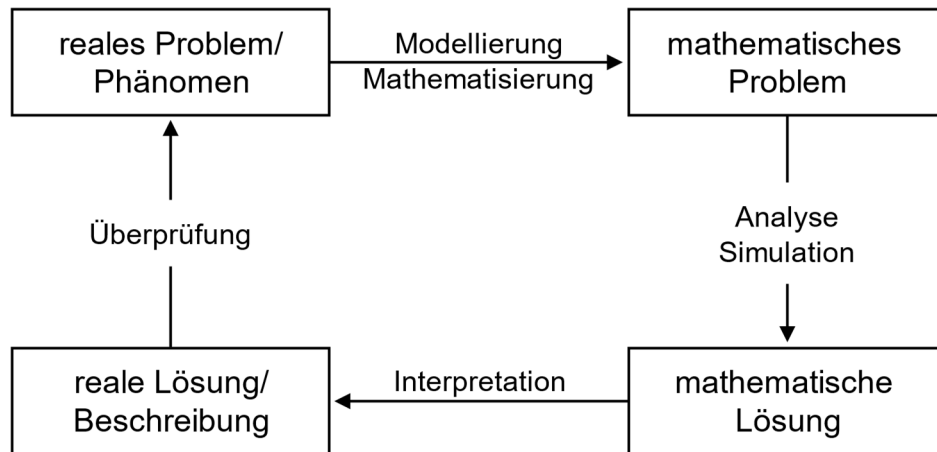 reales Problem/
Phänomen
Modellierung
Mathematisierung
mathematisches
Problem
Überprüfung
Analyse
Simulation
reale Lösung/
Beschreibung
Interpretation
mathematische
Lösung